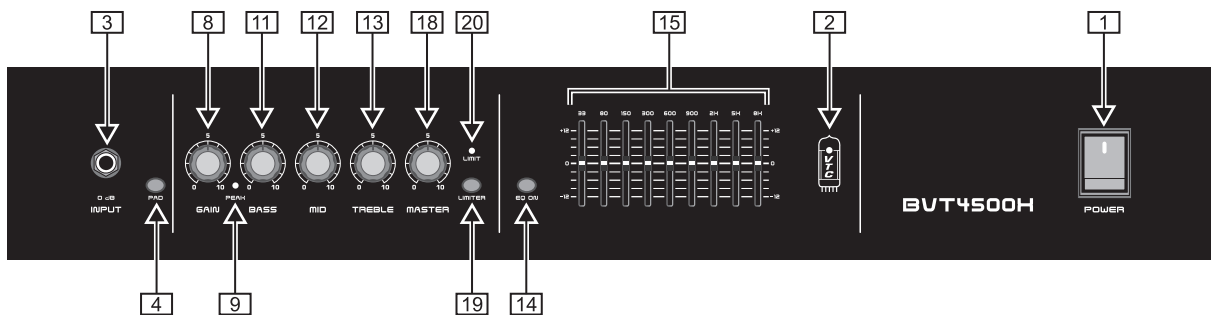 3 8 11 12 13 18 20 15 2 1
33 80 150 300 600 900 2K 5K 8K
+12 +12
0 0
-12 -12
5 5 5 5 5
0 10 0 10 0 10 0 10 0 10
LIMIT
VTC
0 dB
INPUT
PAD
GAIN
PEAK
BASS
MID
TREBLE
MASTER
LIMITER
EQ ON
BVT4500H
POWER
4 9 19 14